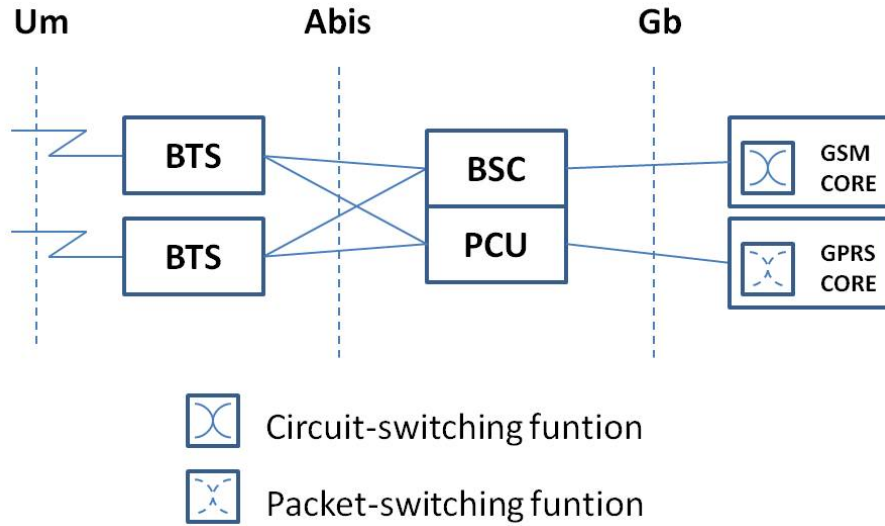 Um
Abis
Gb
BTS
BSC
GSM
CORE
BTS
PCU
GPRS
CORE
Circuit-switching funtion
Packet-switching funtion